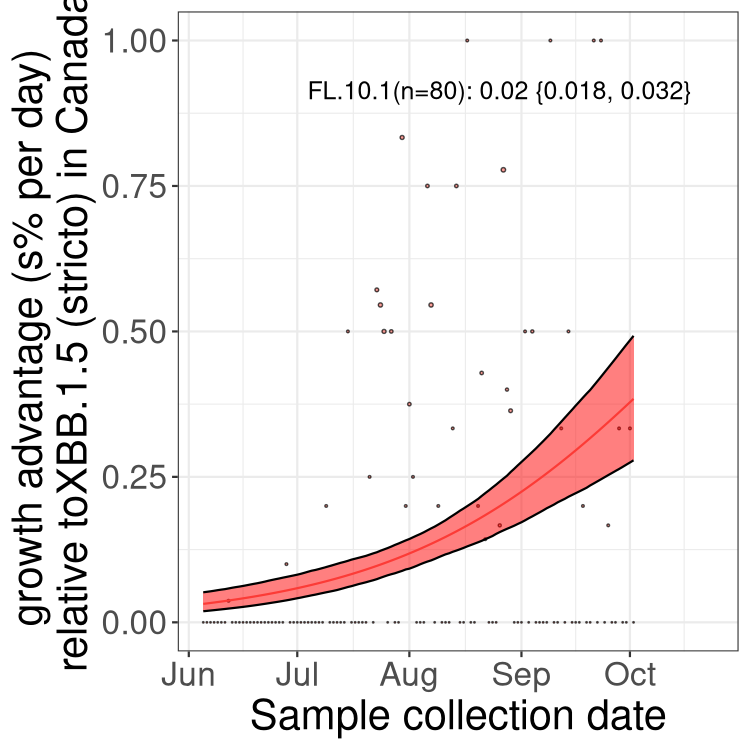 growth advantage (s% per day)
relative toXBB.1.5 (stricto) in Canada
1.00
0.75
0.50
0.25
0.00
FL.10.1(n=80): 0.02 {0.018, 0.032}
Jun Jul Aug Sep Oct
Sample collection date